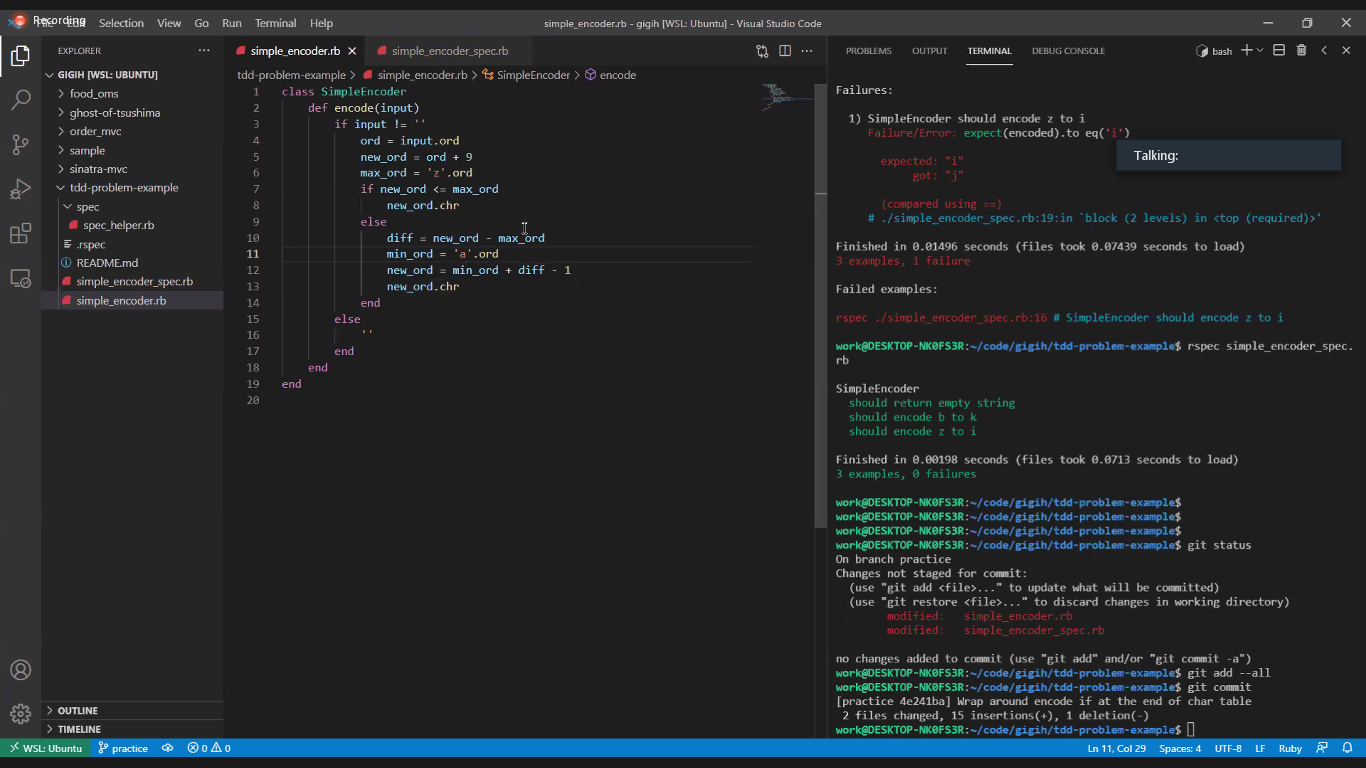 Recording
File Edit Selection View Go Run Terminal Help
simple_encoder.rb - gigih [WSL: Ubuntu] - Visual Studio Code
EXPLORER
GIGIH [WSL: UBUNTU]
food_oms
ghost-of-tsushima
order_mvc
sample
sinatra-mvc
tdd-problem-example
spec
spec_helper.rb
.rspec
README.md
simple_encoder_spec.rb
simple_encoder.rb
OUTLINE
TIMELINE
simple_encoder.rb simple_encoder_spec.rb
tdd-problem-example > simple_encoder.rb > SimpleEncoder > encode
1 class SimpleEncoder
2 def encode(input)
3 if input != ''
4 ord = input.ord
5 new_ord = ord + 9
6 max_ord = 'z'.ord
7 if new_ord <= max_ord
8 new_ord.chr
9 else
10 diff = new_ord - max_ord
11 min_ord = 'a'.ord
12 new_ord = min_ord + diff - 1
13 new_ord.chr
14 end
15 else
16 ''
17 end
18 end
19 end
20
PROBLEMS OUTPUT TERMINAL DEBUG CONSOLE bash
Failures:
1) SimpleEncoder should encode z to i
Failure/Error: expect(encoded).to eq('i')
Talking:
expected: "i"
got: "j"
(compared using ==)
# ./simple_encoder_spec.rb:19:in `block (2 levels) in <top (required)>'
Finished in 0.01496 seconds (files took 0.07439 seconds to load)
3 examples, 1 failure
Failed examples:
rspec ./simple_encoder_spec.rb:16 # SimpleEncoder should encode z to i
work@DESKTOP-NK0FS3R:~/code/gigih/tdd-problem-example$ rspec simple_encoder_spec.
rb
SimpleEncoder
should return empty string
should encode b to k
should encode z to i
Finished in 0.00198 seconds (files took 0.0713 seconds to load)
3 examples, 0 failures
work@DESKTOP-NK0FS3R:~/code/gigih/tdd-problem-example$
work@DESKTOP-NK0FS3R:~/code/gigih/tdd-problem-example$
work@DESKTOP-NK0FS3R:~/code/gigih/tdd-problem-example$
work@DESKTOP-NK0FS3R:~/code/gigih/tdd-problem-example$ git status
On branch practice
Changes not staged for commit:
(use "git add <file>..." to update what will be committed)
(use "git restore <file>..." to discard changes in working directory)
modified: simple_encoder.rb
modified: simple_encoder_spec.rb
no changes added to commit (use "git add" and/or "git commit -a")
work@DESKTOP-NK0FS3R:~/code/gigih/tdd-problem-example$ git add --all
work@DESKTOP-NK0FS3R:~/code/gigih/tdd-problem-example$ git commit
[practice 4e241ba] Wrap around encode if at the end of char table
2 files changed, 15 insertions(+), 1 deletion(-)
work@DESKTOP-NK0FS3R:~/code/gigih/tdd-problem-example$
WSL: Ubuntu practice 0 0 Ln 11, Col 29 Spaces: 4 UTF-8 LF Ruby